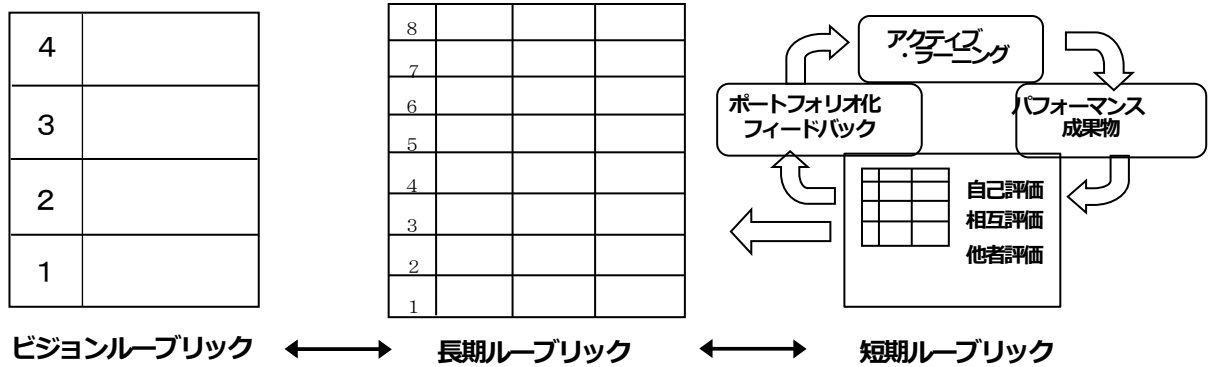 4
3
2
1
ビジョンルーブリック
8
7
6
5
4
3
2
1
長期ルーブリック
アクティブ
・ラーニング
ポートフォリオ化
フィードバック
パフォーマンス
成果物
自己評価
相互評価
他者評価
短期ルーブリック